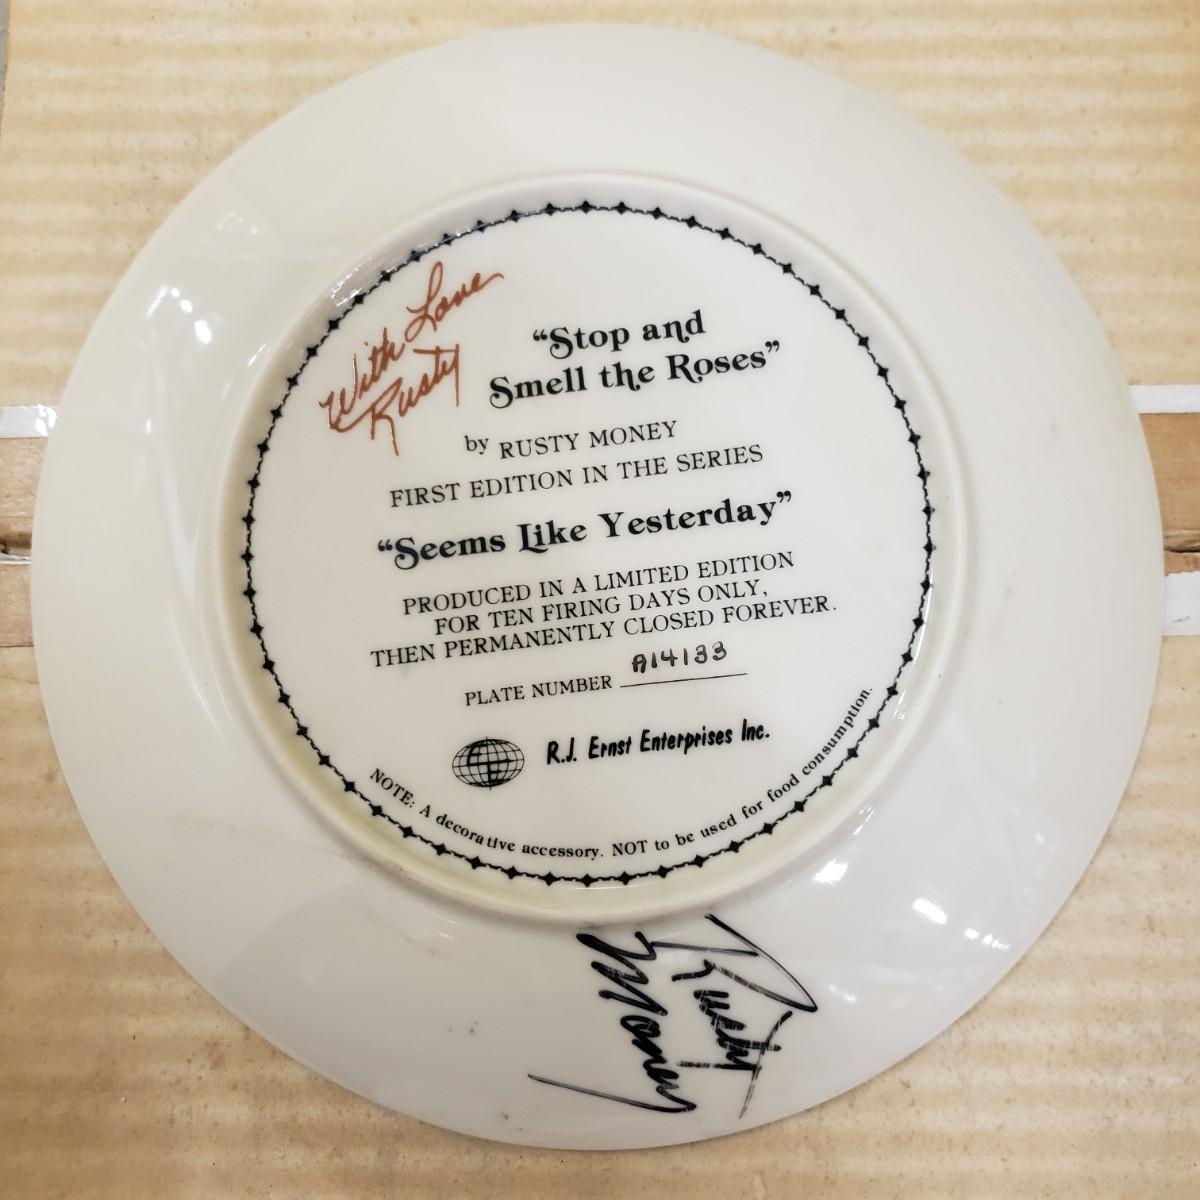 With Love
Rusty
“Stop and
Smell the Roses”
by RUSTY MONEY
FIRST EDITION IN THE SERIES
“Seems Like Yesterday”
PRODUCED IN A LIMITED EDITION
FOR TEN FIRING DAYS ONLY,
THEN PERMANENTLY CLOSED FOREVER.
PLATE NUMBER A14133
R.J. Ernst Enterprises Inc.
NOTE: A decorative accessory. NOT to be used for food consumption.
Rusty
Money